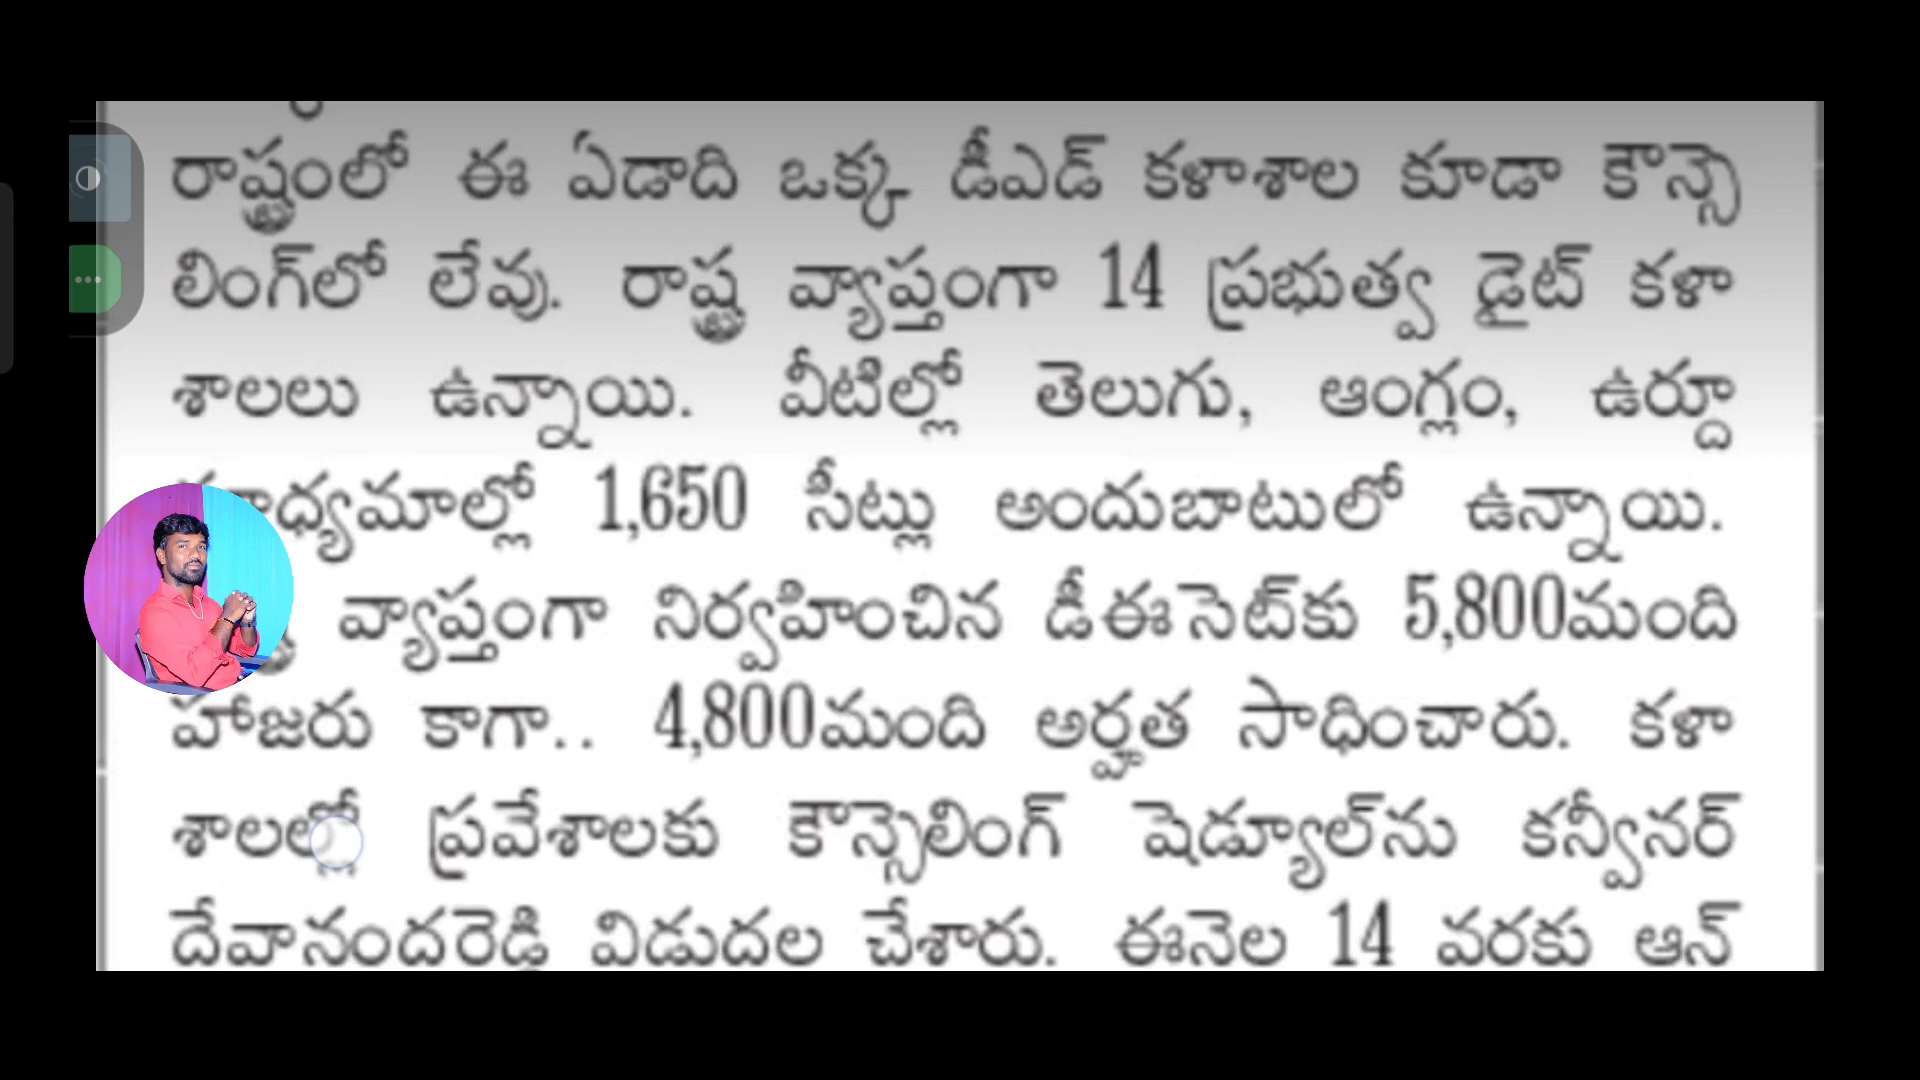 రాష్ట్రంలో ఈ ఏడాది ఒక్క డీఎడ్ కళాశాల కూడా కౌన్సె
లింగ్‌లో లేవు. రాష్ట్ర వ్యాప్తంగా 14 ప్రభుత్వ డైట్ కళా
శాలలు ఉన్నాయి. వీటిల్లో తెలుగు, ఆంగ్లం, ఉర్దూ
మాధ్యమాల్లో 1,650 సీట్లు అందుబాటులో ఉన్నాయి.
వ్యాప్తంగా నిర్వహించిన డీఈసెట్‌కు 5,800మంది
హాజరు కాగా.. 4,800మంది అర్హత సాధించారు. కళా
శాలల్లో ప్రవేశాలకు కౌన్సెలింగ్ షెడ్యూల్‌ను కన్వీనర్
దేవానందరెడ్డి విడుదల చేశారు. ఈనెల 14 వరకు ఆన్